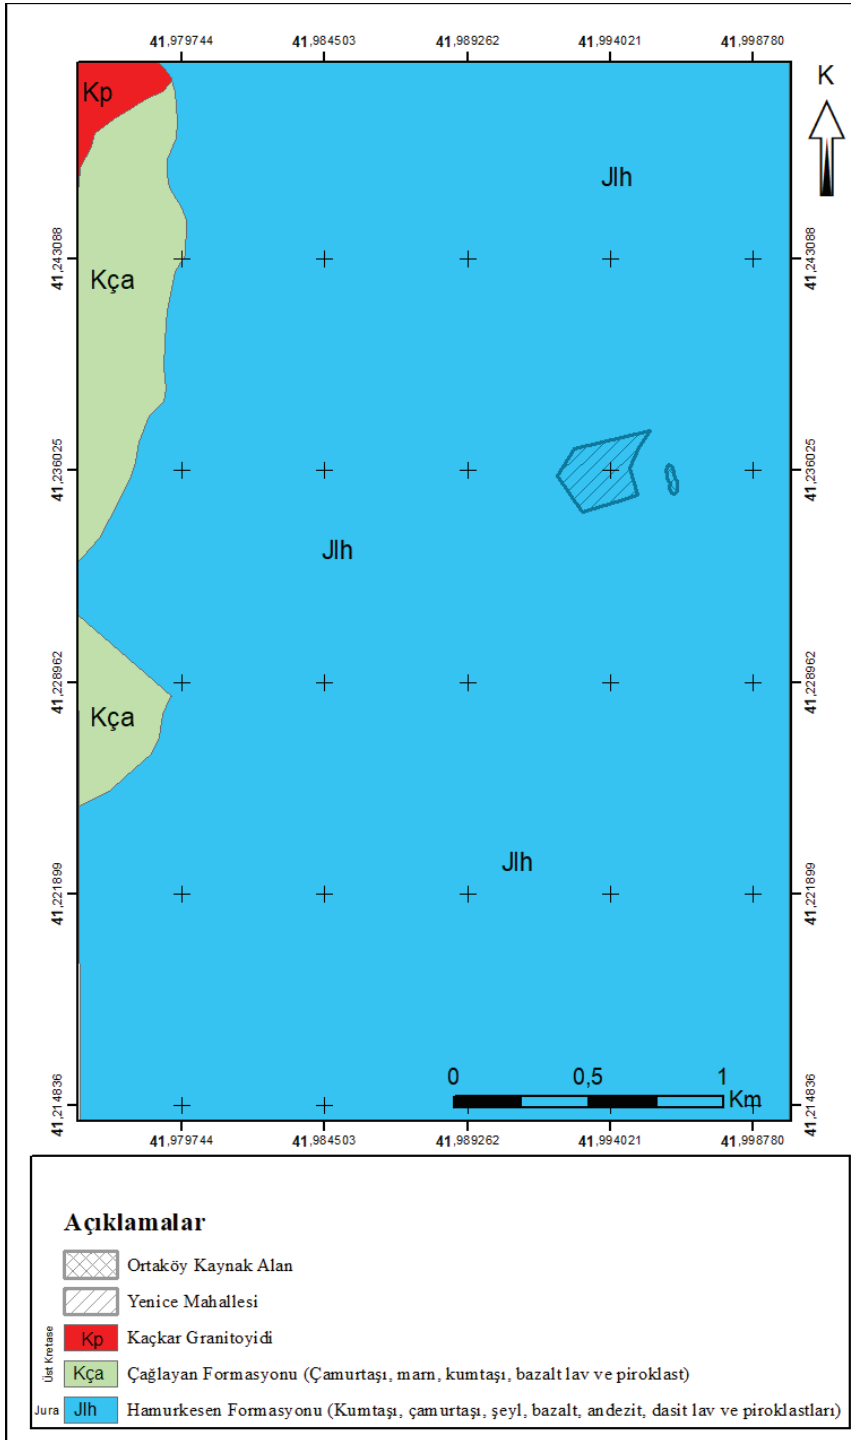 41,979744 41,984503 41,989262 41,994021 41,998780
K
Kp
Jlh
41,243088 41,243088
Kça
41,236025 41,236025
Jlh
41,228962 41,228962
Kça
Jlh
41,221899 41,221899
0 0,5 1
Km
41,214836 41,214836
41,979744 41,984503 41,989262 41,994021 41,998780
Açıklamalar
Ortaköy Kaynak Alan
Yenice Mahallesi
Üst Kretase
Kp Kaçkar Granitoyidi
Kça Çağlayan Formasyonu (Çamurtaşı, marn, kumtaşı, bazalt lav ve piroklast)
Jura Jlh Hamurkesen Formasyonu (Kumtaşı, çamurtaşı, şeyl, bazalt, andezit, dasit lav ve piroklastları)